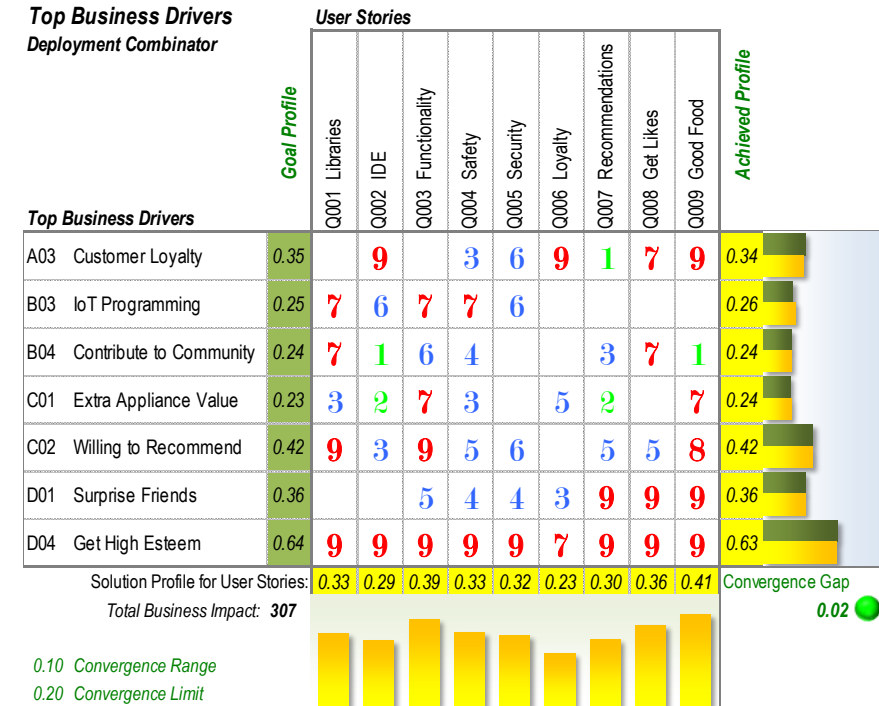 Top Business Drivers
User Stories
Deployment Combinator
Goal Profile
Q001 Libraries
Q002 IDE
Q003 Functionality
Q004 Safety
Q005 Security
Q006 Loyalty
Q007 Recommendations
Q008 Get Likes
Q009 Good Food
Achieved Profile
Top Business Drivers
A03 Customer Loyalty 0.35 9 3 6 9 1 7 9 0.34
B03 IoT Programming 0.25 7 6 7 7 6 0.26
B04 Contribute to Community 0.24 7 1 6 4 3 7 1 0.24
C01 Extra Appliance Value 0.23 3 2 7 3 5 2 7 0.24
C02 Willing to Recommend 0.42 9 3 9 5 6 5 5 8 0.42
D01 Surprise Friends 0.36 5 4 4 3 9 9 9 0.36
D04 Get High Esteem 0.64 9 9 9 9 9 7 9 9 9 0.63
Solution Profile for User Stories: 0.33 0.29 0.39 0.33 0.32 0.23 0.30 0.36 0.41 Convergence Gap
Total Business Impact: 307 0.02
0.10 Convergence Range
0.20 Convergence Limit